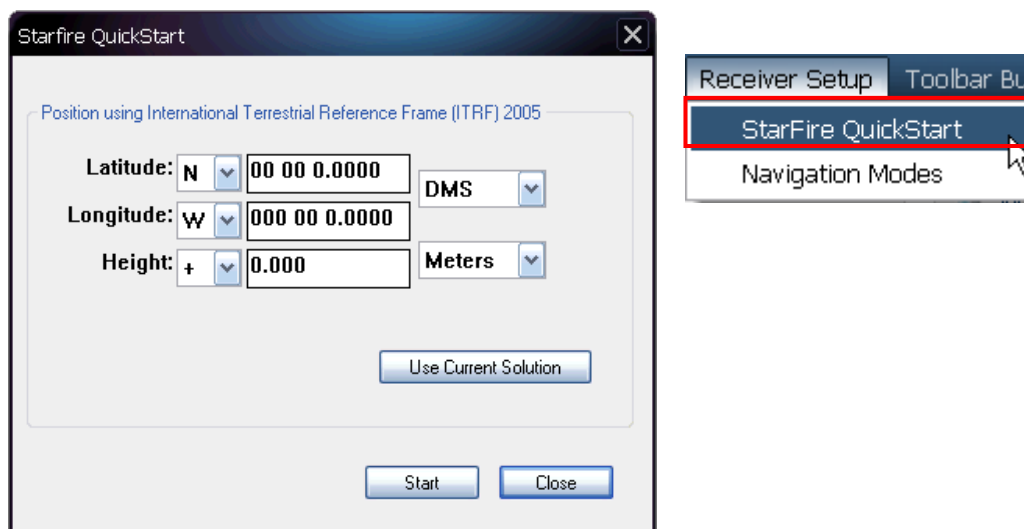 Starfire QuickStart
Position using International Terrestrial Reference Frame (ITRF) 2005
Latitude: N 00 00 0.0000 DMS
Longitude: W 000 00 0.0000
Height: + 0.000 Meters
Use Current Solution
Start Close
Receiver Setup Toolbar
StarFire QuickStart
Navigation Modes